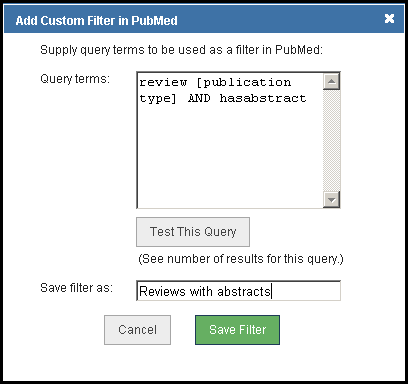 Add Custom Filter in PubMed
Supply query terms to be used as a filter in PubMed:
Query terms:
review [publication
type] AND hasabstract
Test This Query
(See number of results for this query.)
Save filter as:
Reviews with abstracts
Cancel
Save Filter